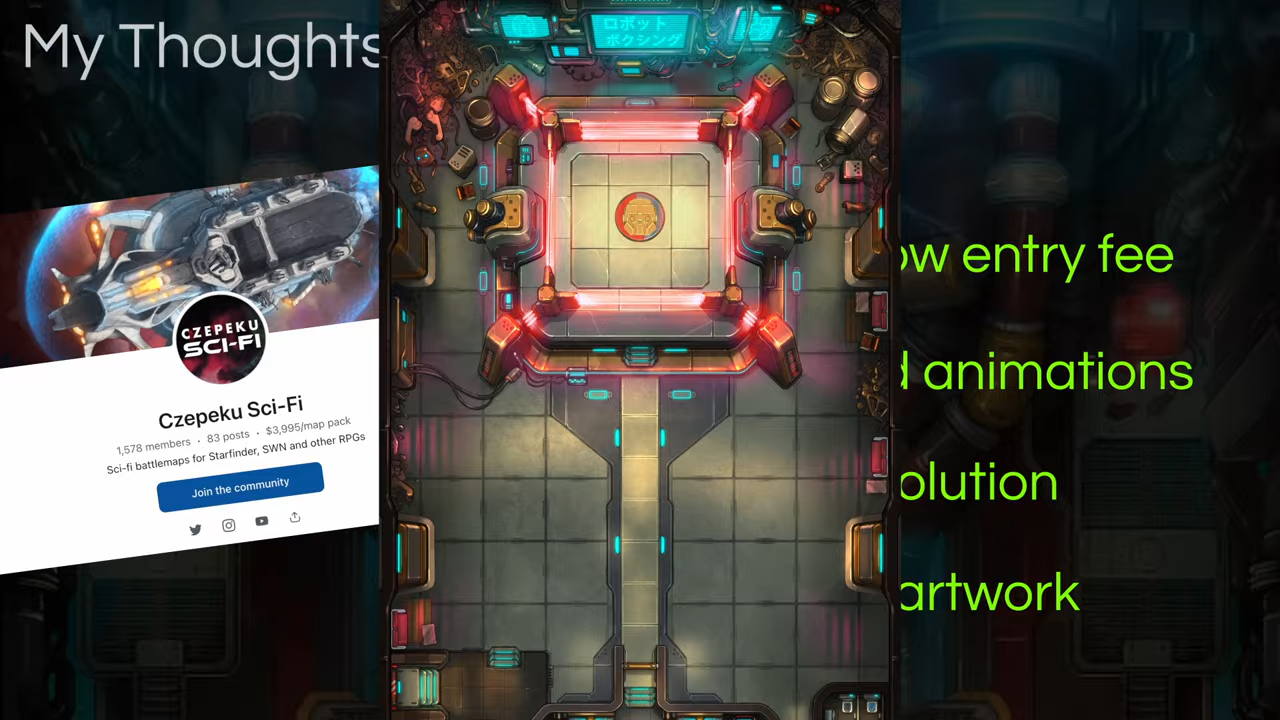 My Thoughts
ロボット
ボクシング
CZEPEKU
SCI-FI
Czepeku Sci-Fi
1,578 members · 83 posts · $3,995/map pack
Sci-fi battlemaps for Starfinder, SWN and other RPGs
Join the community
ow entry fee
d animations
olution
artwork